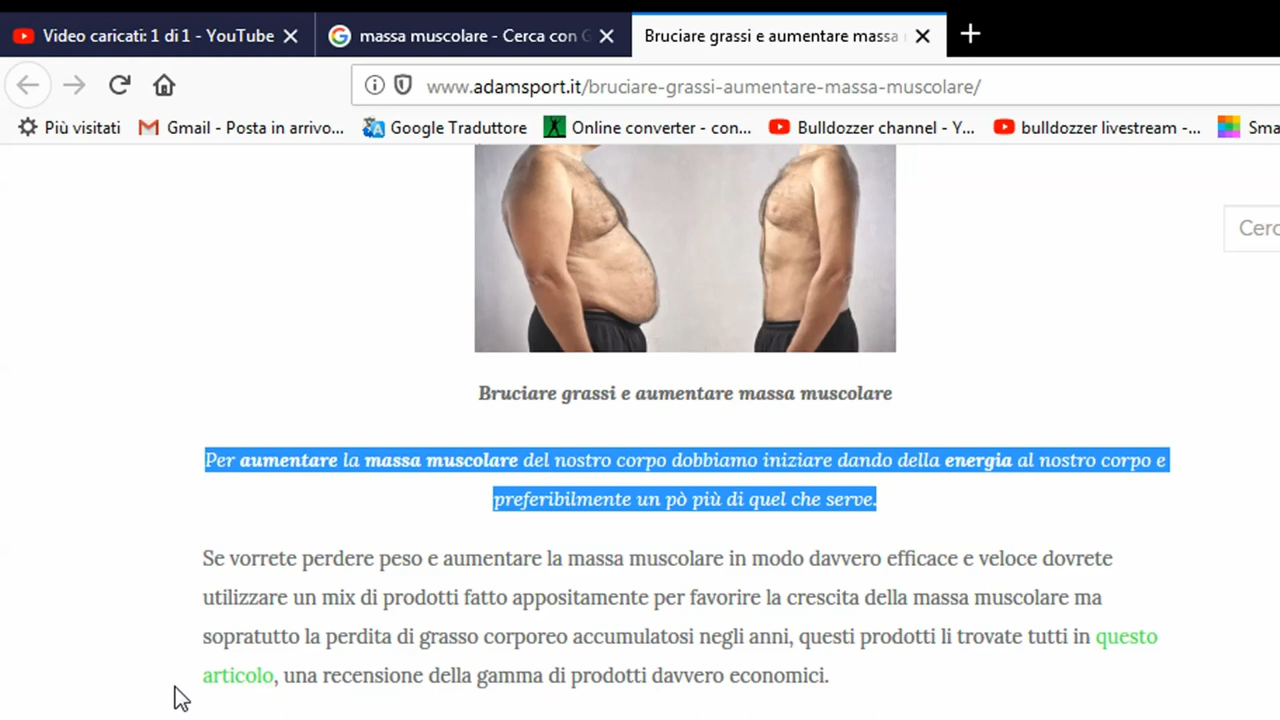 Video caricati: 1 di 1 - YouTube
massa muscolare - Cerca con G
Bruciare grassi e aumentare massa
www.adamsport.it/bruciare-grassi-aumentare-massa-muscolare/
Più visitati
Gmail - Posta in arrivo...
Google Traduttore
Online converter - con...
Bulldozzer channel - Y...
bulldozzer livestream -...
Sma
Cerc
Bruciare grassi e aumentare massa muscolare
Per aumentare la massa muscolare del nostro corpo dobbiamo iniziare dando della energia al nostro corpo e
preferibilmente un pò più di quel che serve.
Se vorrete perdere peso e aumentare la massa muscolare in modo davvero efficace e veloce dovrete
utilizzare un mix di prodotti fatto appositamente per favorire la crescita della massa muscolare ma
sopratutto la perdita di grasso corporeo accumulatosi negli anni, questi prodotti li trovate tutti in questo
articolo, una recensione della gamma di prodotti davvero economici.